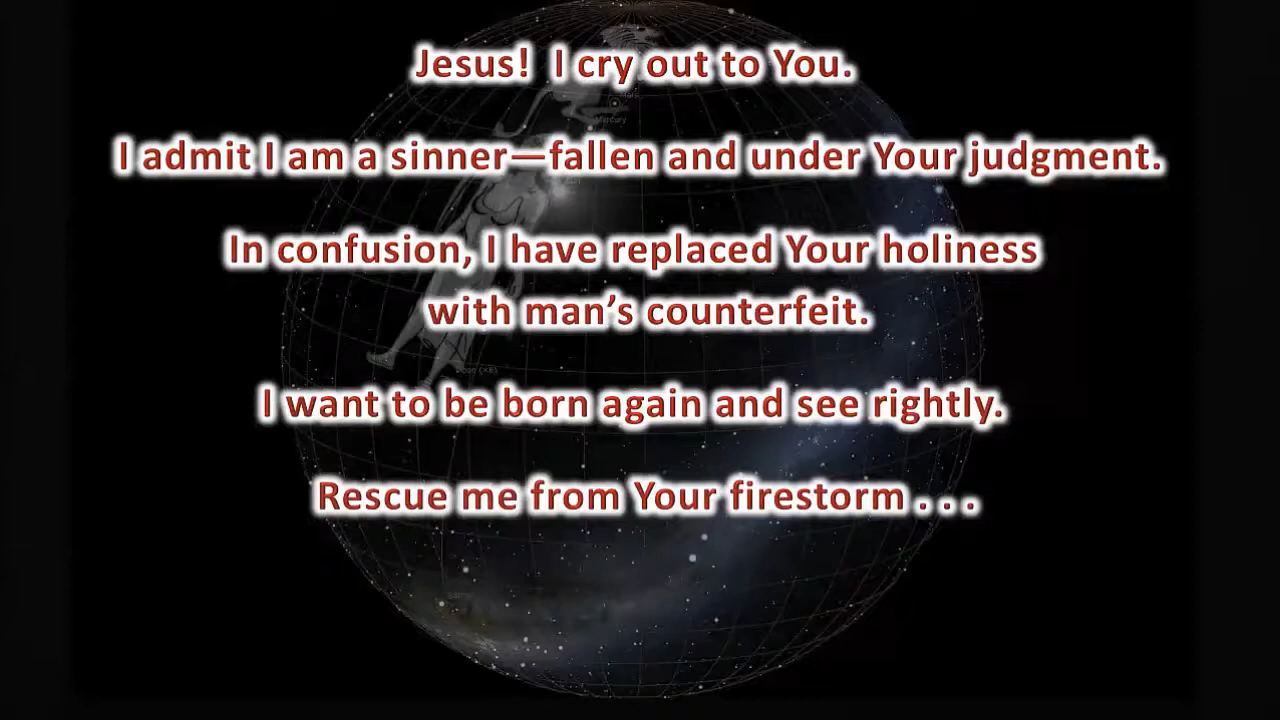 Jesus!  I cry out to You.
Mercury
I admit I am a sinner—fallen and under Your judgment.
In confusion, I have replaced Your holiness
with man’s counterfeit.
I want to be born again and see rightly.
Rescue me from Your firestorm . . .